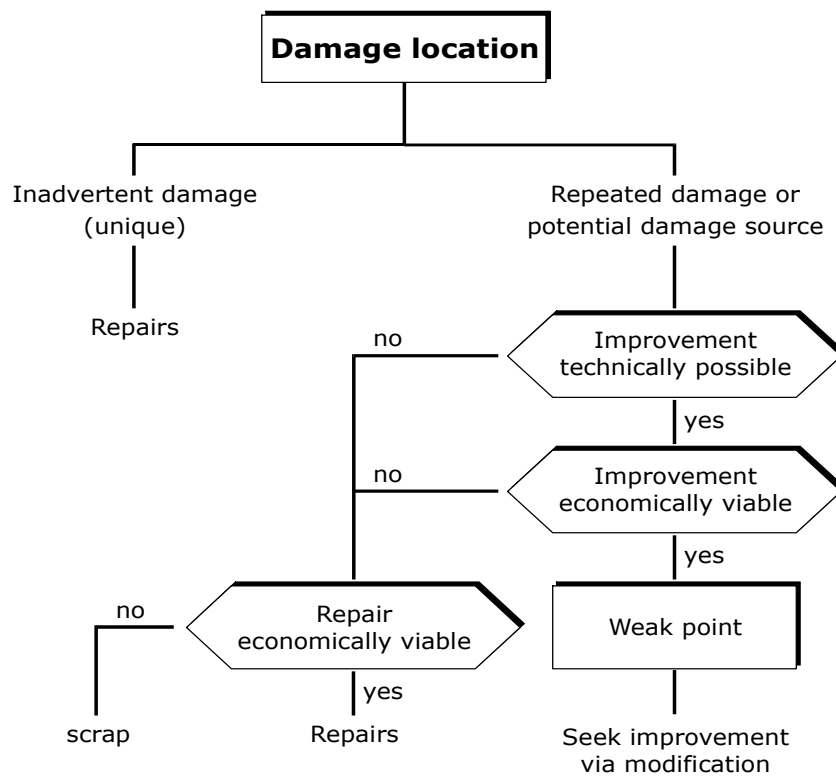 Damage location
Inadvertent damage
(unique)
Repeated damage or
potential damage source
Repairs
no
Improvement
technically possible
yes
no
Improvement
economically viable
yes
no
Repair
economically viable
Weak point
yes
scrap
Repairs
Seek improvement
via modification